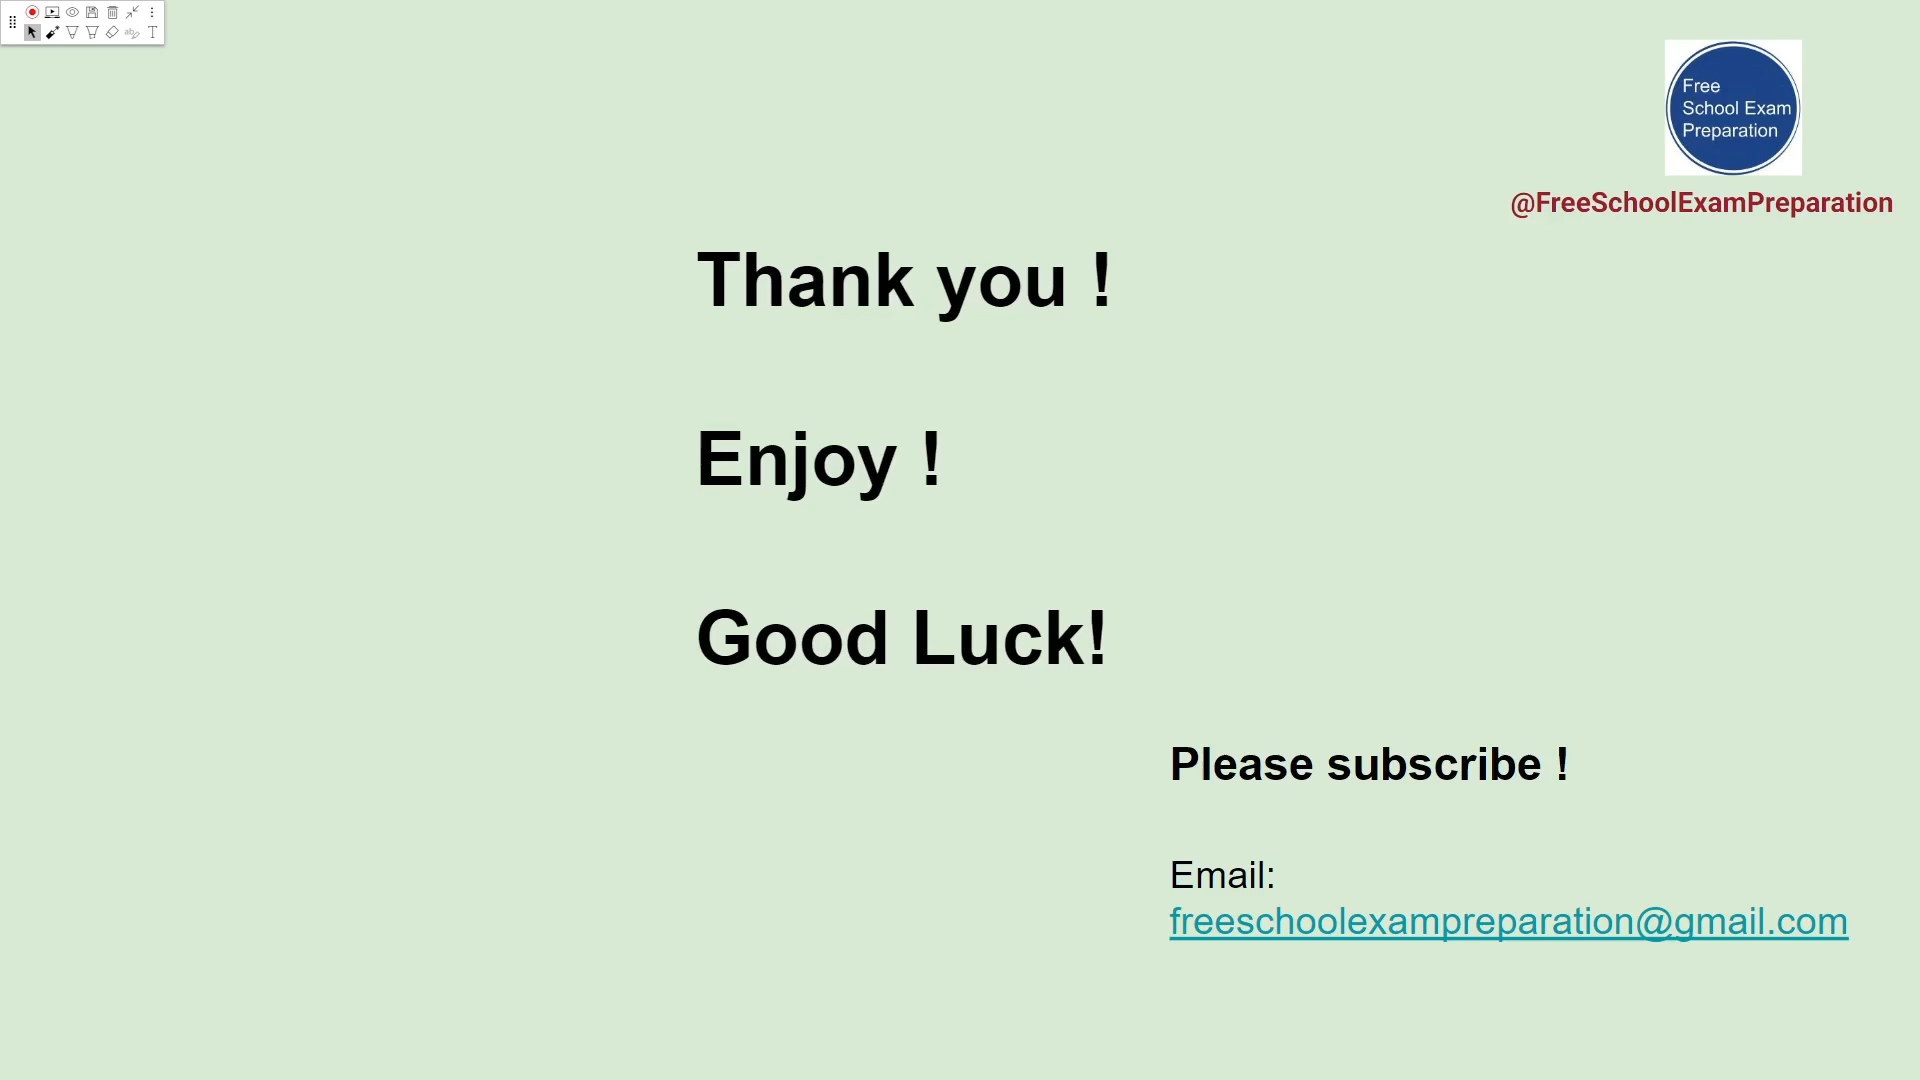 Free
School Exam
Preparation
@FreeSchoolExamPreparation
Thank you !
Enjoy !
Good Luck!
Please subscribe !
Email:
freeschoolexampreparation@gmail.com